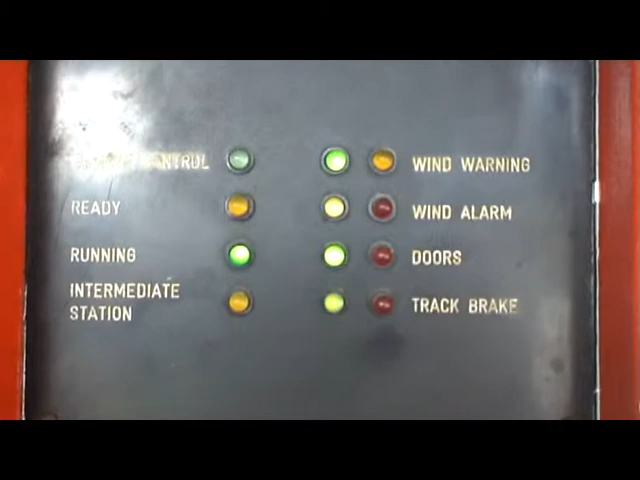 WIND WARNING
READY
WIND ALARM
RUNNING
DOORS
INTERMEDIATE
STATION
TRACK BRAKE